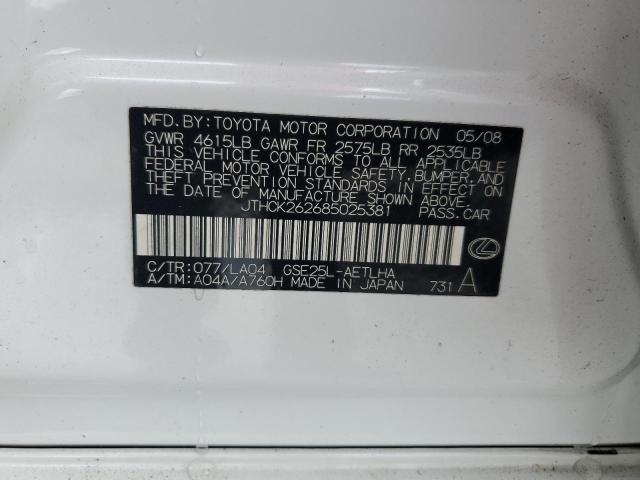 MFD.BY:TOYOTA MOTOR CORPORATION 05/08
GVWR 4615LB GAWR FR 2575LB RR 2535LB
THIS VEHICLE CONFORMS TO ALL APPLICABLE
FEDERAL MOTOR VEHICLE SAFETY,BUMPER,AND
THEFT PREVENTION STANDARDS IN EFFECT ON
THE DATE OF MANUFACTURE SHOWN ABOVE.
JTHCK262685025381 PASS.CAR
C/TR:077/LA04 GSE25L-AETLHA
A/TM:A04A/A760H MADE IN JAPAN 731 A